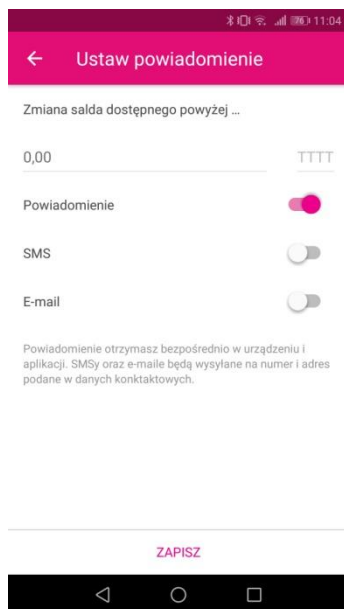 76 11:04
Ustaw powiadomienie
Zmiana salda dostępnego powyżej ...
0,00 TTTT
Powiadomienie
SMS
E-mail
Powiadomienie otrzymasz bezpośrednio w urządzeniu i
aplikacji. SMSy oraz e-maile będą wysyłane na numer i adres
podane w danych konktaktowych.
ZAPISZ